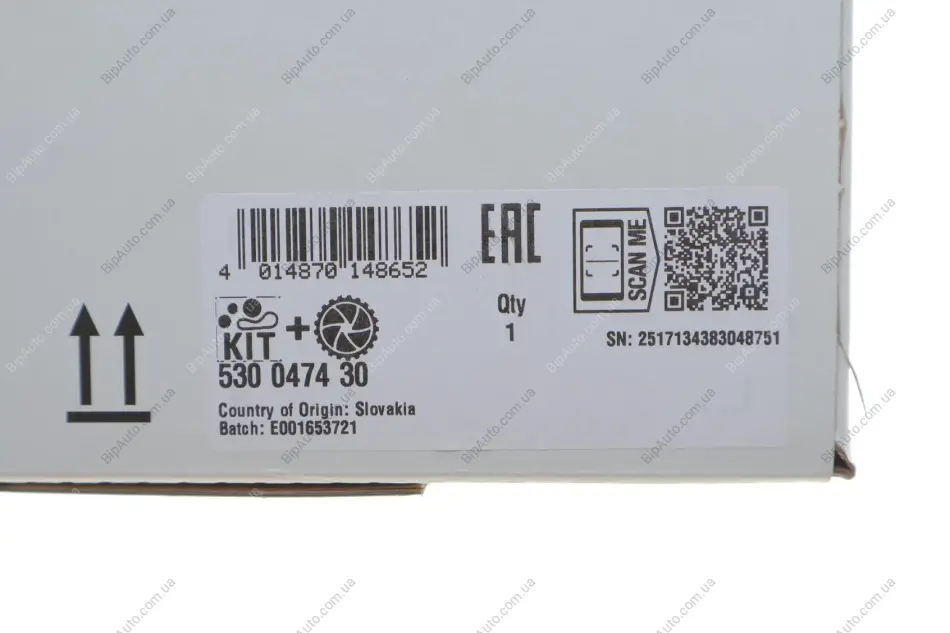 4 014870 148652
EAC
SCAN ME
Qty
1
SN: 2517134383048751
KIT +
530 0474 30
Country of Origin: Slovakia
Batch: E001653721
BipAuto.com.ua